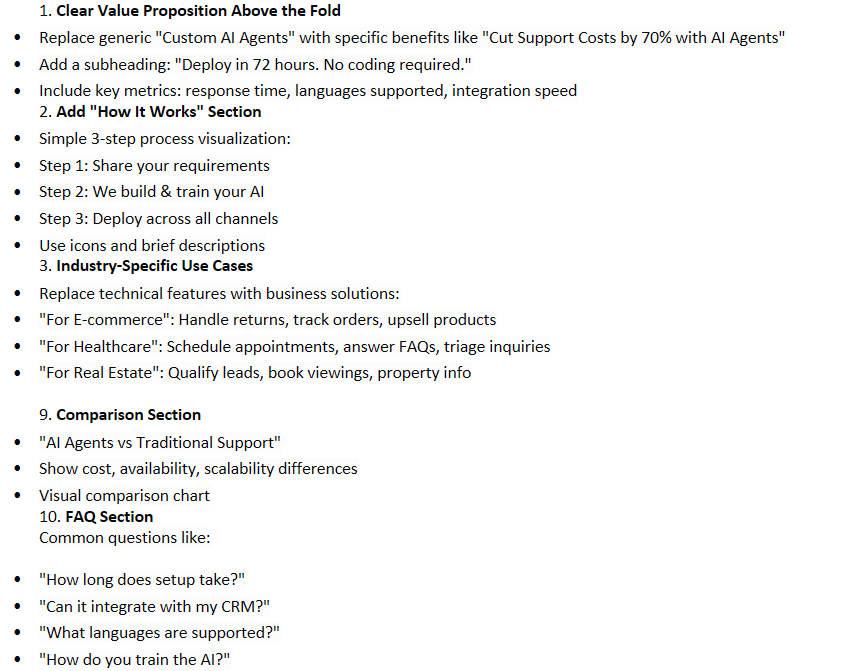 1. Clear Value Proposition Above the Fold
• Replace generic "Custom AI Agents" with specific benefits like "Cut Support Costs by 70% with AI Agents"
• Add a subheading: "Deploy in 72 hours. No coding required."
• Include key metrics: response time, languages supported, integration speed
2. Add "How It Works" Section
• Simple 3-step process visualization:
• Step 1: Share your requirements
• Step 2: We build & train your AI
• Step 3: Deploy across all channels
• Use icons and brief descriptions
3. Industry-Specific Use Cases
• Replace technical features with business solutions:
• "For E-commerce": Handle returns, track orders, upsell products
• "For Healthcare": Schedule appointments, answer FAQs, triage inquiries
• "For Real Estate": Qualify leads, book viewings, property info
9. Comparison Section
• "AI Agents vs Traditional Support"
• Show cost, availability, scalability differences
• Visual comparison chart
10. FAQ Section
Common questions like:
• "How long does setup take?"
• "Can it integrate with my CRM?"
• "What languages are supported?"
• "How do you train the AI?"